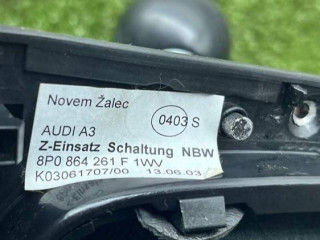 Novem Žalec
0403 S
AUDI A3
Z-Einsatz Schaltung NBW
8P0 864 261 F 1WV
K03061707/00 13.06.03